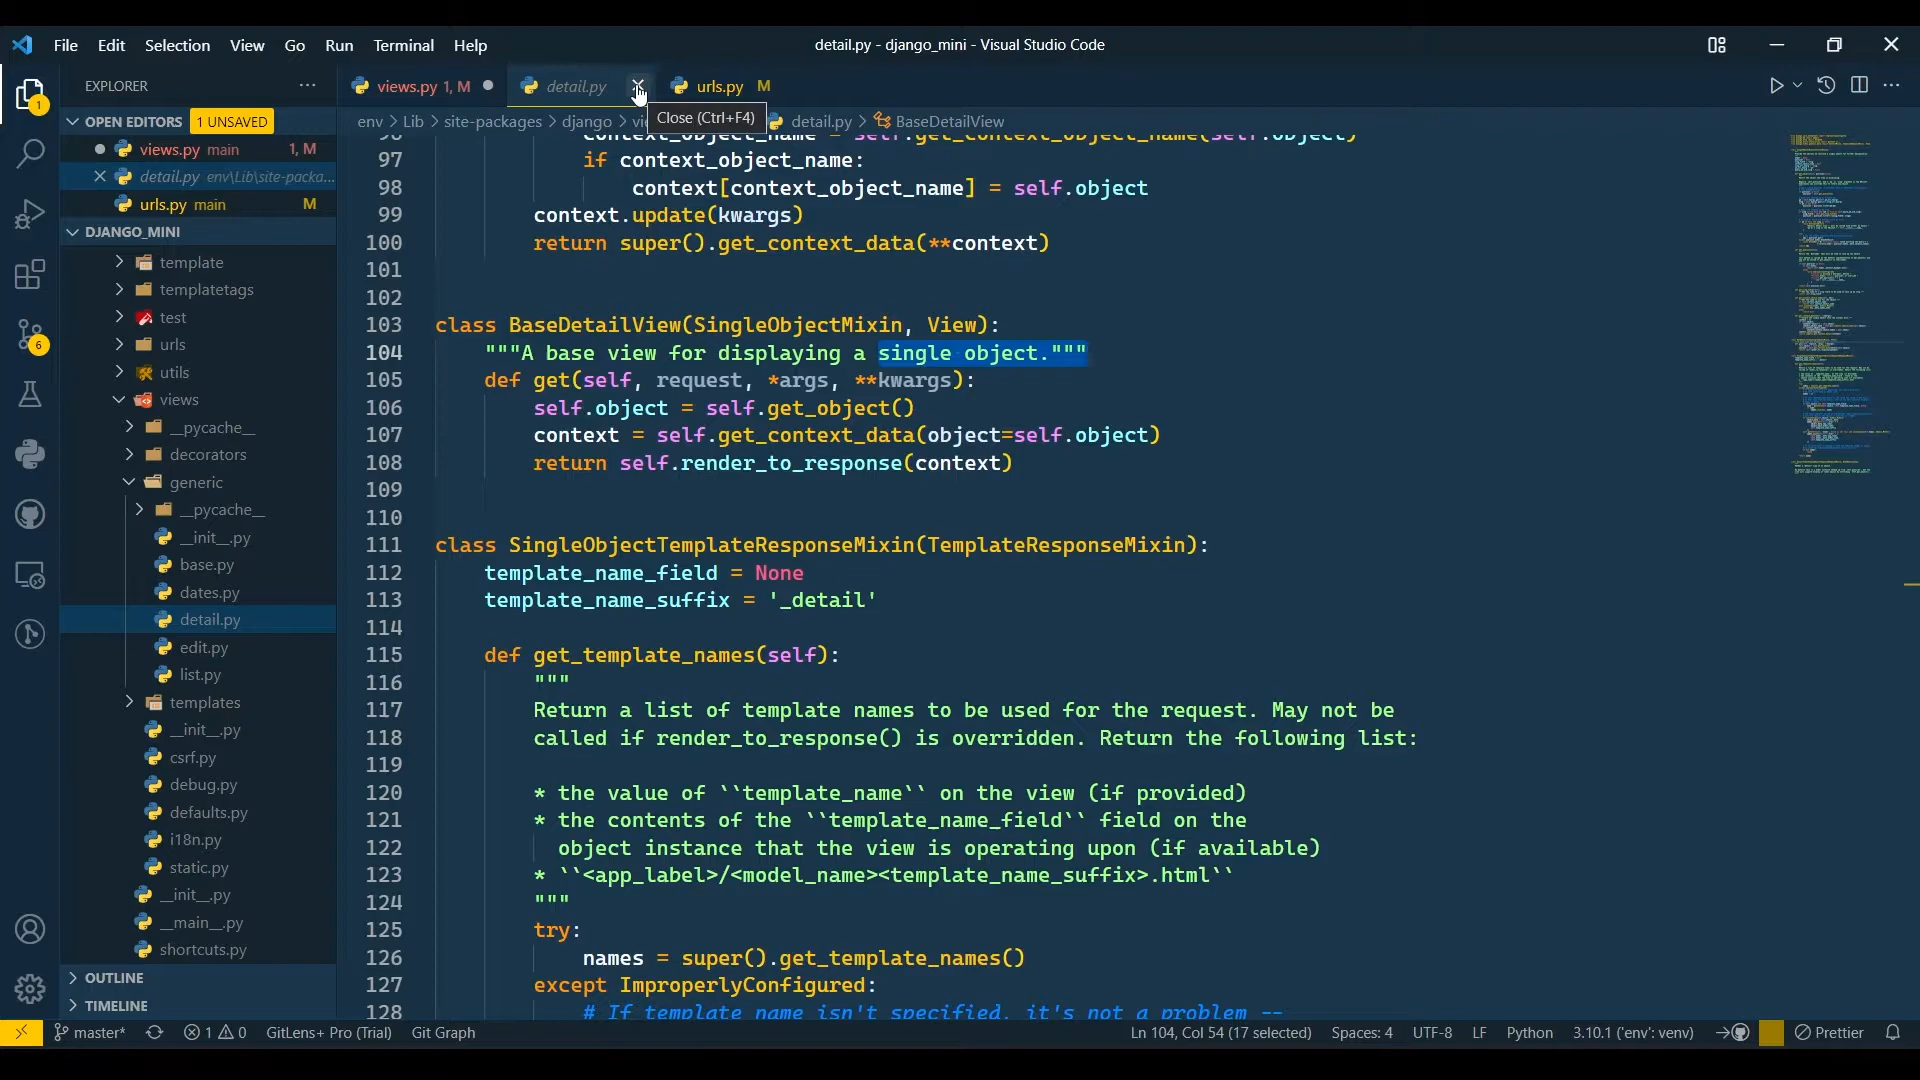 File Edit Selection View Go Run Terminal Help
detail.py - django_mini - Visual Studio Code
EXPLORER
views.py 1, M
detail.py
urls.py M
OPEN EDITORS 1 UNSAVED
env > Lib > site-packages > django >
Close (Ctrl+F4)
detail.py > BaseDetailView
views.py main 1, M
detail.py env\Lib\site-packa...
urls.py main M
DJANGO_MINI
template
templatetags
test
urls
utils
views
__pycache__
decorators
generic
__pycache__
__init__.py
base.py
dates.py
detail.py
edit.py
list.py
templates
__init__.py
csrf.py
debug.py
defaults.py
i18n.py
static.py
__init__.py
__main__.py
shortcuts.py
OUTLINE
TIMELINE
1
6
96 context_object_name = self.get_context_object_name(self.object)
97 if context_object_name:
98 context[context_object_name] = self.object
99 context.update(kwargs)
100 return super().get_context_data(**context)
101
102
103 class BaseDetailView(SingleObjectMixin, View):
104 """A base view for displaying a single object."""
105 def get(self, request, *args, **kwargs):
106 self.object = self.get_object()
107 context = self.get_context_data(object=self.object)
108 return self.render_to_response(context)
109
110
111 class SingleObjectTemplateResponseMixin(TemplateResponseMixin):
112 template_name_field = None
113 template_name_suffix = '_detail'
114
115 def get_template_names(self):
116 """
117 Return a list of template names to be used for the request. May not be
118 called if render_to_response() is overridden. Return the following list:
119
120 * the value of ``template_name`` on the view (if provided)
121 * the contents of the ``template_name_field`` field on the
122 object instance that the view is operating upon (if available)
123 * ``<app_label>/<model_name><template_name_suffix>.html``
124 """
125 try:
126 names = super().get_template_names()
127 except ImproperlyConfigured:
128 # If template_name isn't specified, it's not a problem --
master* 1 0 GitLens+ Pro (Trial) Git Graph
Ln 104, Col 54 (17 selected) Spaces: 4 UTF-8 LF Python 3.10.1 ('env': venv) Prettier